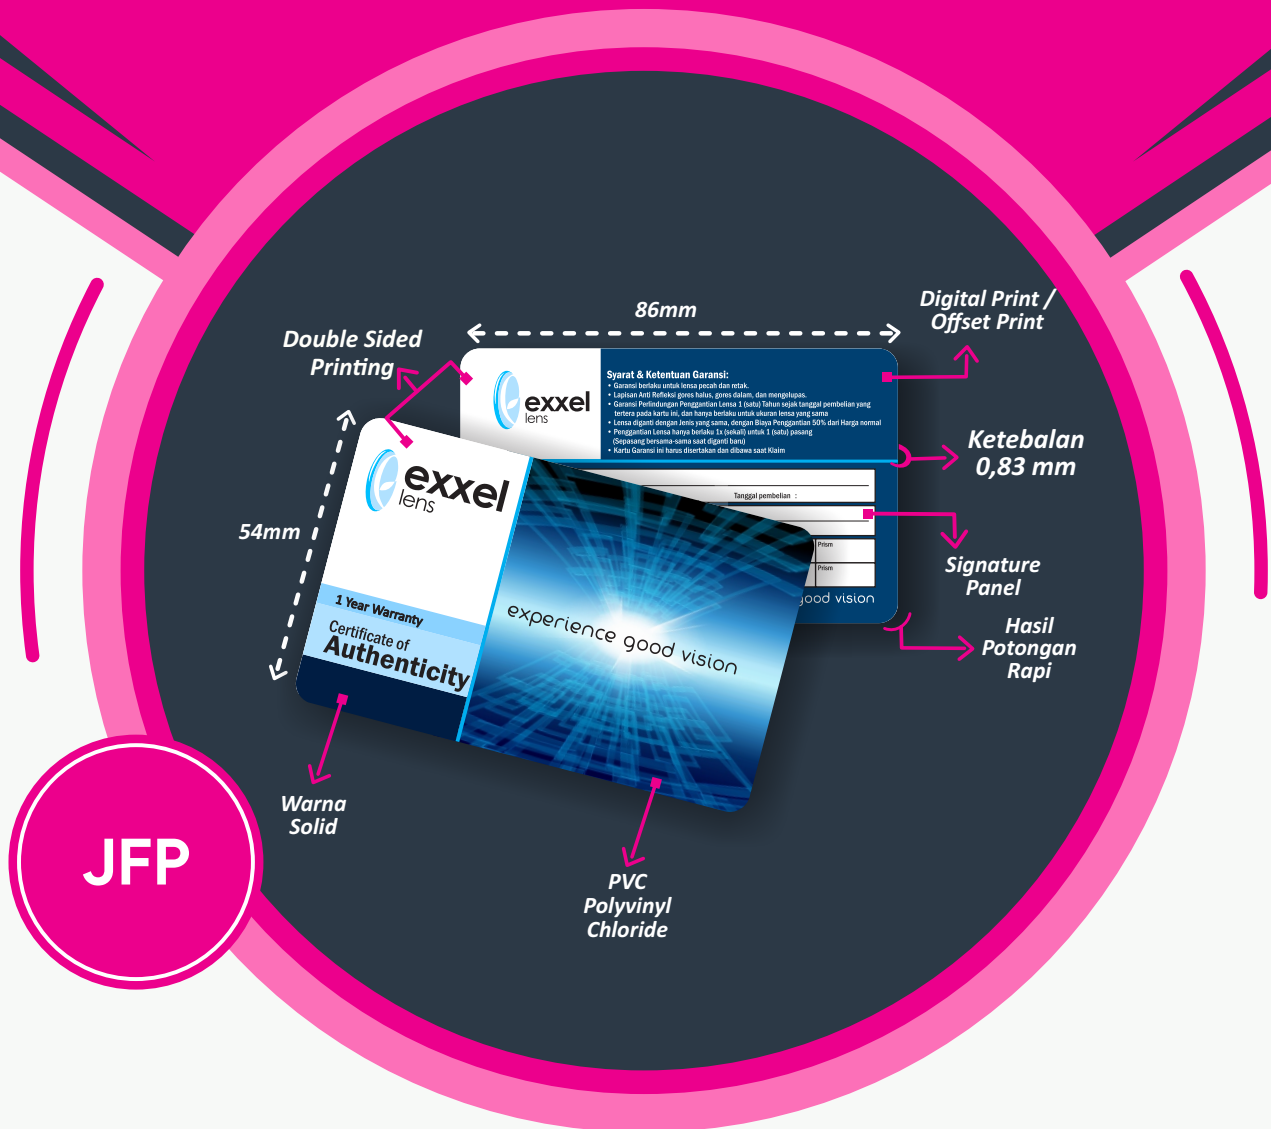 86mm
Digital Print /
Offset Print
Double Sided
Printing
exxel
lens
Syarat & Ketentuan Garansi:
• Garansi berlaku untuk lensa pecah dan retak.
• Lapisan Anti Refleksi gores halus, gores dalam, dan mengelupas.
• Garansi Perlindungan Penggantian Lensa 1 (satu) Tahun sejak tanggal pembelian yang
tertera pada kartu ini, dan hanya berlaku untuk ukuran lensa yang sama
• Lensa diganti dengan Jenis yang sama, dengan Biaya Penggantian 50% dari Harga normal
• Penggantian Lensa hanya berlaku 1x (sekali) untuk 1 (satu) pasang
(Sepasang bersama-sama saat diganti baru)
• Kartu Garansi ini harus disertakan dan dibawa saat Klaim
Ketebalan
0,83 mm
Tanggal pembelian :
Prism
Prism
good vision
Signature
Panel
Hasil
Potongan
Rapi
54mm
exxel
lens
1 Year Warranty
Certificate of
Authenticity
experience good vision
Warna
Solid
PVC
Polyvinyl
Chloride
JFP